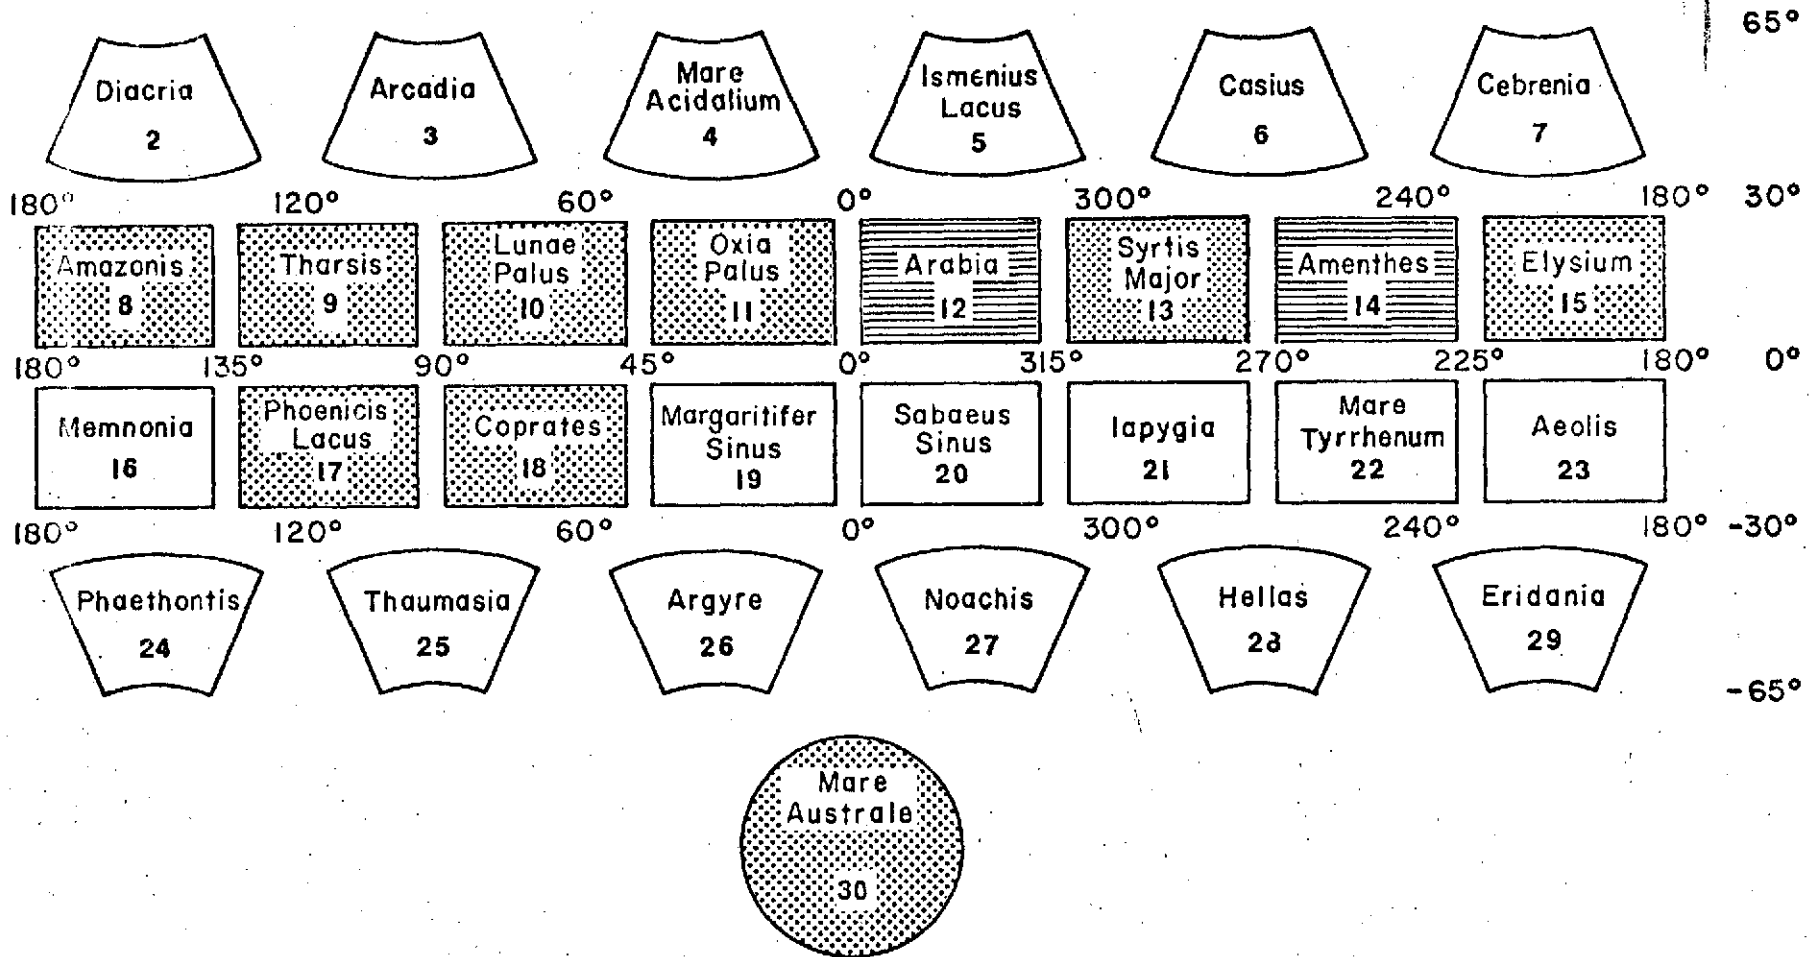 65°
Diacria
2
Arcadia
3
Mare
Acidalium
4
Ismenius
Lacus
5
Casius
6
Cebrenia
7
180° 120° 60° 0° 300° 240° 180° 30°
Amazonis
8
Tharsis
9
Lunae
Palus
10
Oxia
Palus
11
Arabia
12
Syrtis
Major
13
Amenthes
14
Elysium
15
180° 135° 90° 45° 0° 315° 270° 225° 180° 0°
Memnonia
16
Phoenicis
Lacus
17
Coprates
18
Margaritifer
Sinus
19
Sabaeus
Sinus
20
Iapygia
21
Mare
Tyrrhenum
22
Aeolis
23
180° 120° 60° 0° 300° 240° 180° -30°
Phaethontis
24
Thaumasia
25
Argyre
26
Noachis
27
Hellas
28
Eridania
29
-65°
Mare
Australe
30